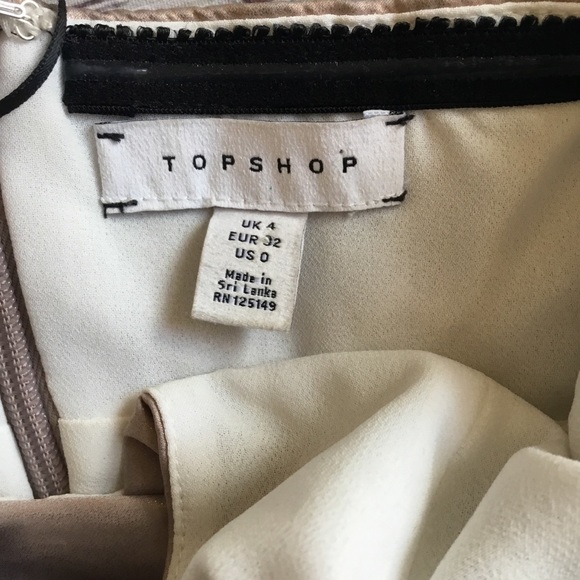 TOPSHOP
UK 4
EUR 32
US 0
Made in
Sri Lanka
RN 125149